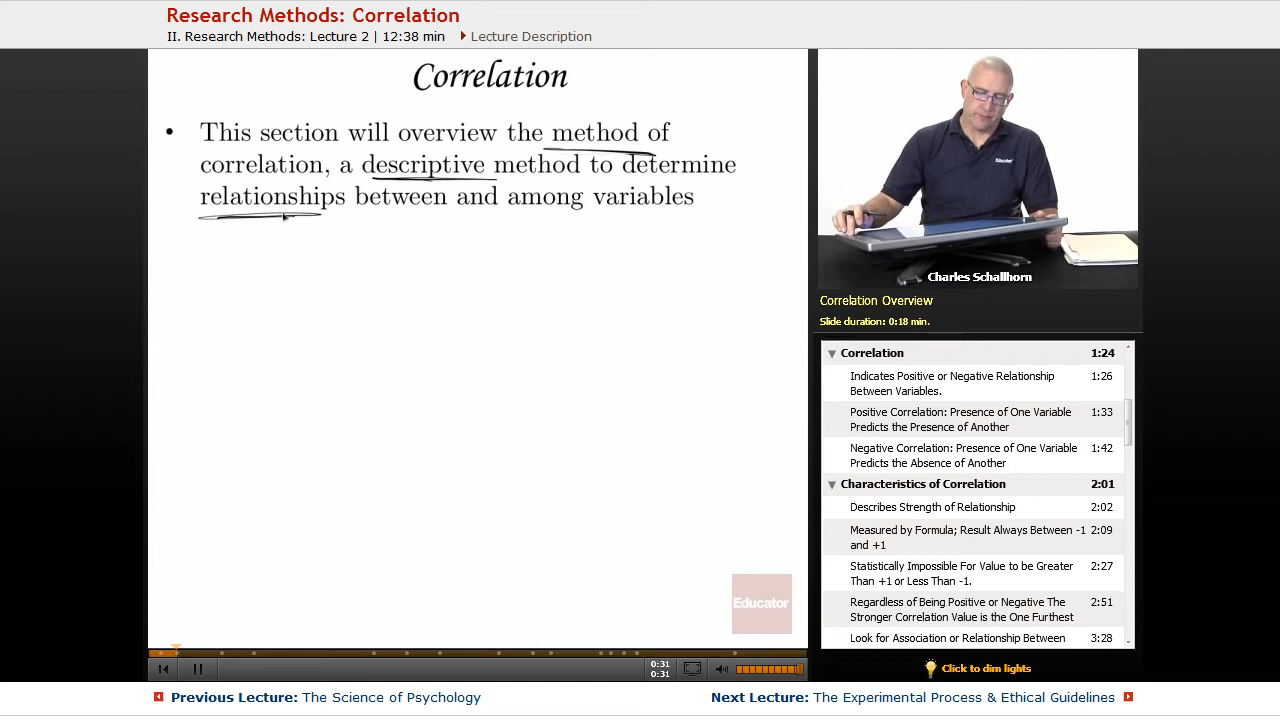 Research Methods: Correlation
II. Research Methods: Lecture 2 | 12:38 min
Lecture Description
Correlation
• This section will overview the method of
correlation, a descriptive method to determine
relationships between and among variables
Educator
Educator
Charles Schallhorn
Correlation Overview
Slide duration: 0:18 min.
Correlation 1:24
Indicates Positive or Negative Relationship 1:26
Between Variables.
Positive Correlation: Presence of One Variable 1:33
Predicts the Presence of Another
Negative Correlation: Presence of One Variable 1:42
Predicts the Absence of Another
Characteristics of Correlation 2:01
Describes Strength of Relationship 2:02
Measured by Formula; Result Always Between -1 2:09
and +1
Statistically Impossible For Value to be Greater 2:27
Than +1 or Less Than -1.
Regardless of Being Positive or Negative The 2:51
Stronger Correlation Value is the One Furthest
Look for Association or Relationship Between 3:28
0:31
0:31
Click to dim lights
Previous Lecture: The Science of Psychology
Next Lecture: The Experimental Process & Ethical Guidelines